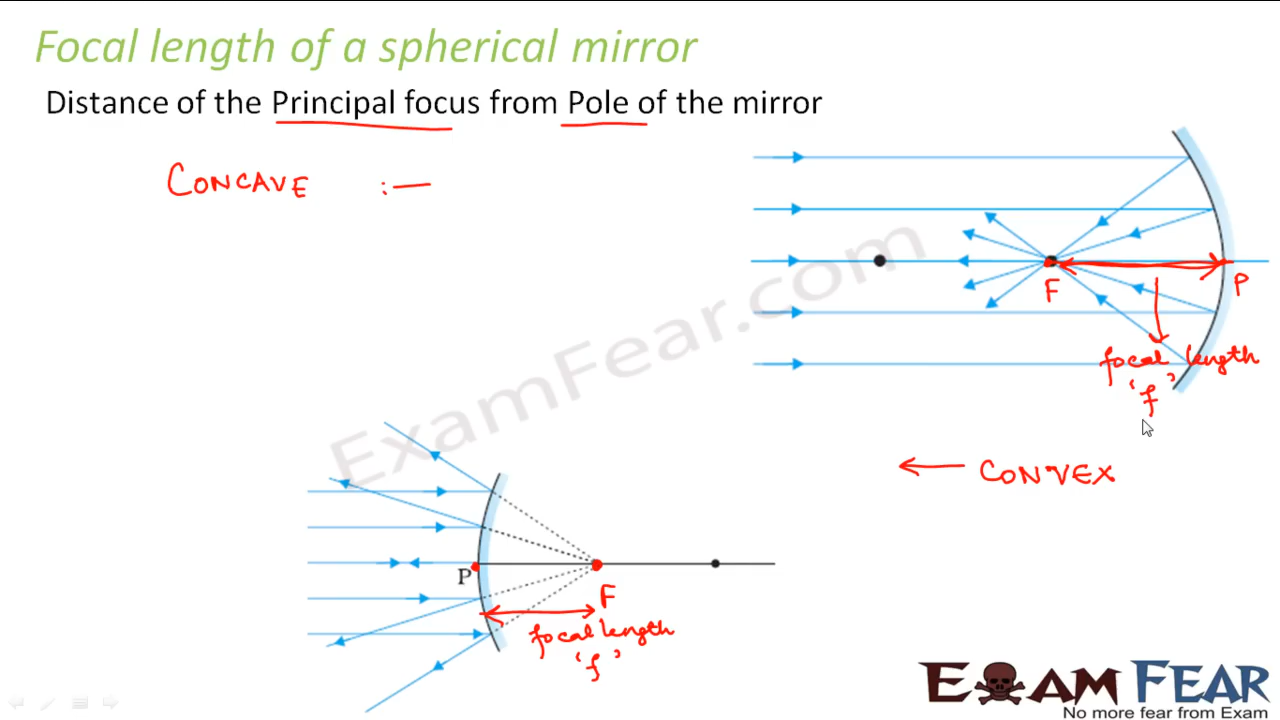 Focal length of a spherical mirror
Distance of the Principal focus from Pole of the mirror
CONCAVE :—
F
P
focal length
'f'
ExamFear.com
CONVEX
P
F
focal length
'f'
EXAM FEAR
No more fear from Exam